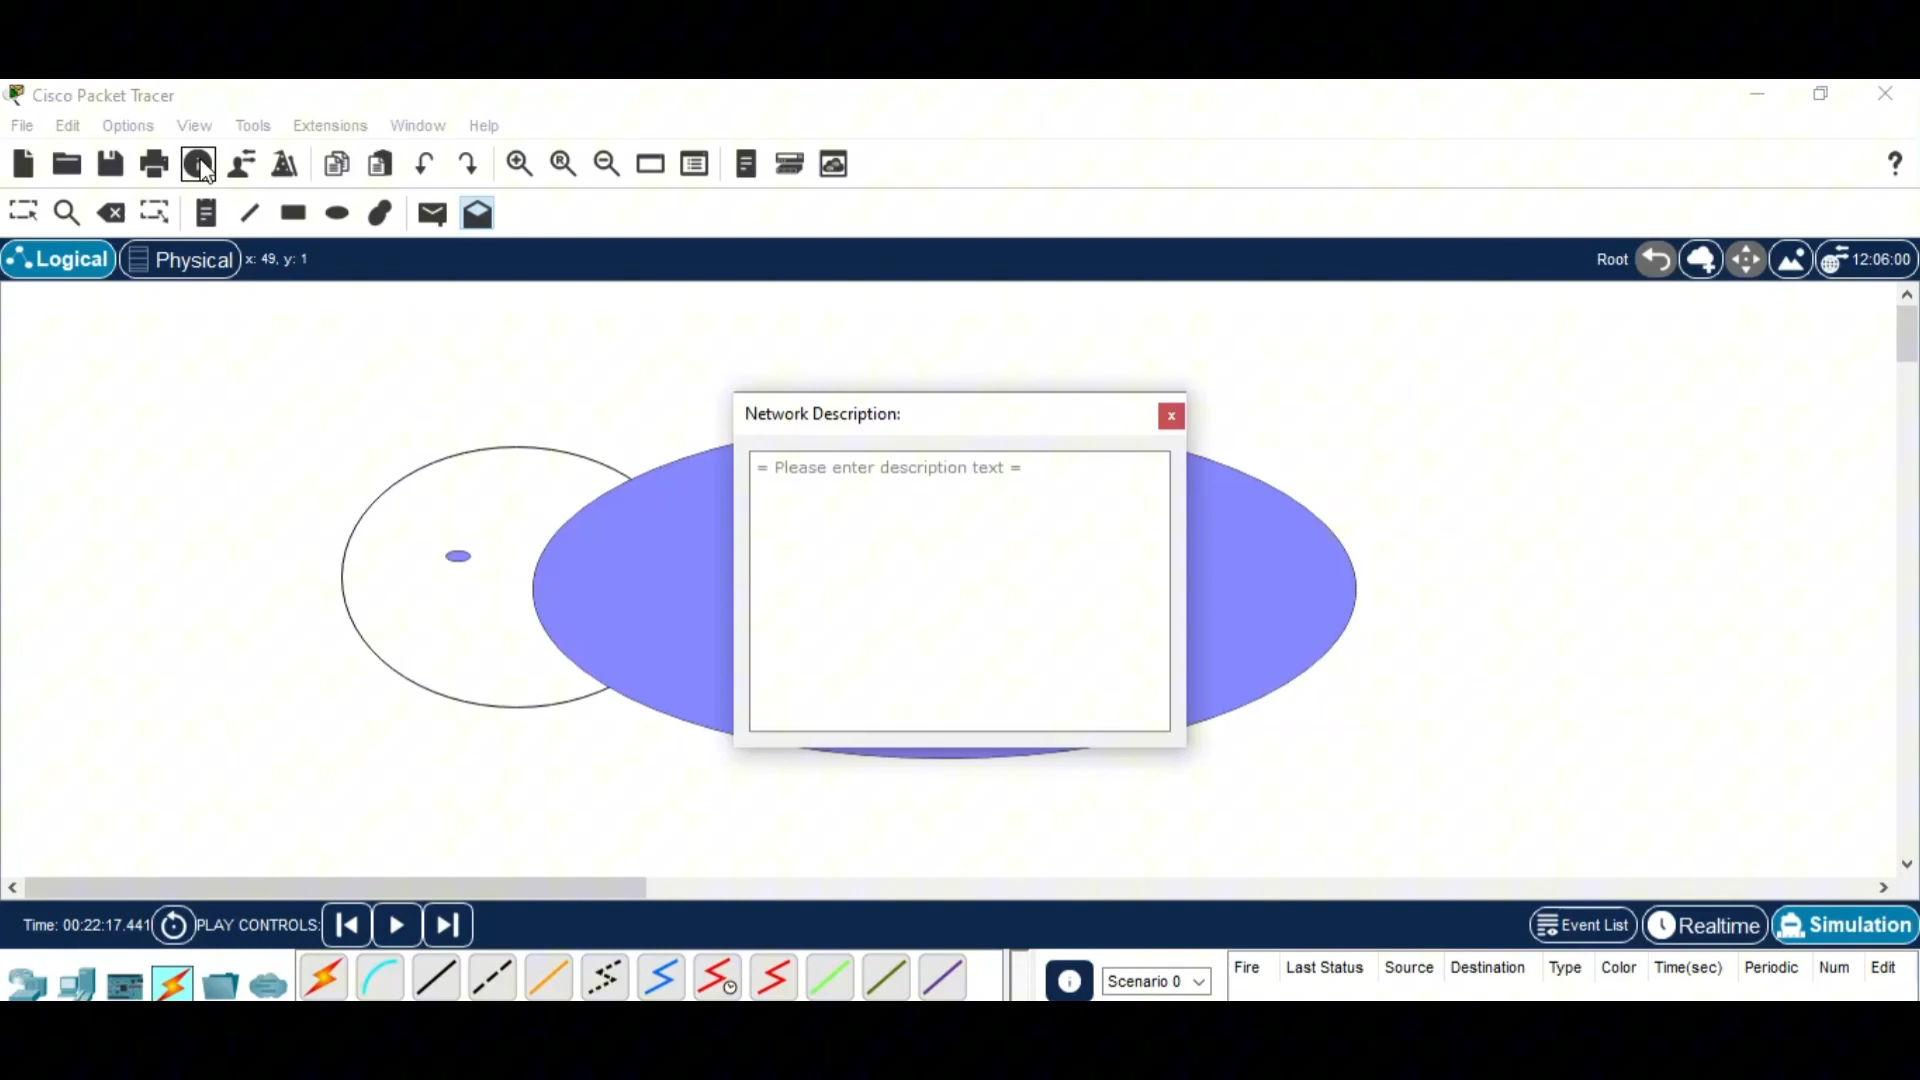 Cisco Packet Tracer
File Edit Options View Tools Extensions Window Help
?
Logical Physical x: 49, y: 1 Root 12:06:00
Network Description:
x
= Please enter description text =
Time: 00:22:17.441 PLAY CONTROLS: Event List Realtime Simulation
Scenario 0 Fire Last Status Source Destination Type Color Time(sec) Periodic Num Edit